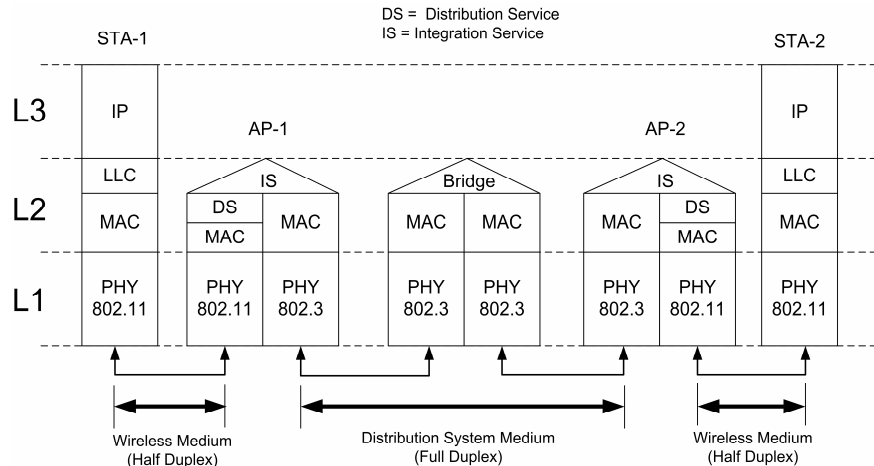 DS = Distribution Service
IS = Integration Service
STA-1
STA-2
L3
IP
IP
AP-1
AP-2
L2
LLC
IS
Bridge
IS
LLC
MAC
DS
MAC
MAC
MAC
MAC
MAC
DS
MAC
MAC
L1
PHY
802.11
PHY
802.11
PHY
802.3
PHY
802.3
PHY
802.3
PHY
802.3
PHY
802.11
PHY
802.11
Wireless Medium
(Half Duplex)
Distribution System Medium
(Full Duplex)
Wireless Medium
(Half Duplex)